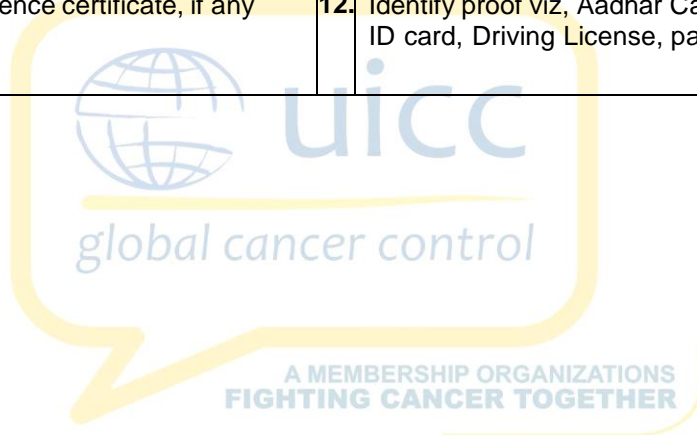 ence certificate, if any
12. Identify proof viz, Aadhar Ca
ID card, Driving License, pa
uicc
global cancer control
A MEMBERSHIP ORGANIZATIONS
FIGHTING CANCER TOGETHER